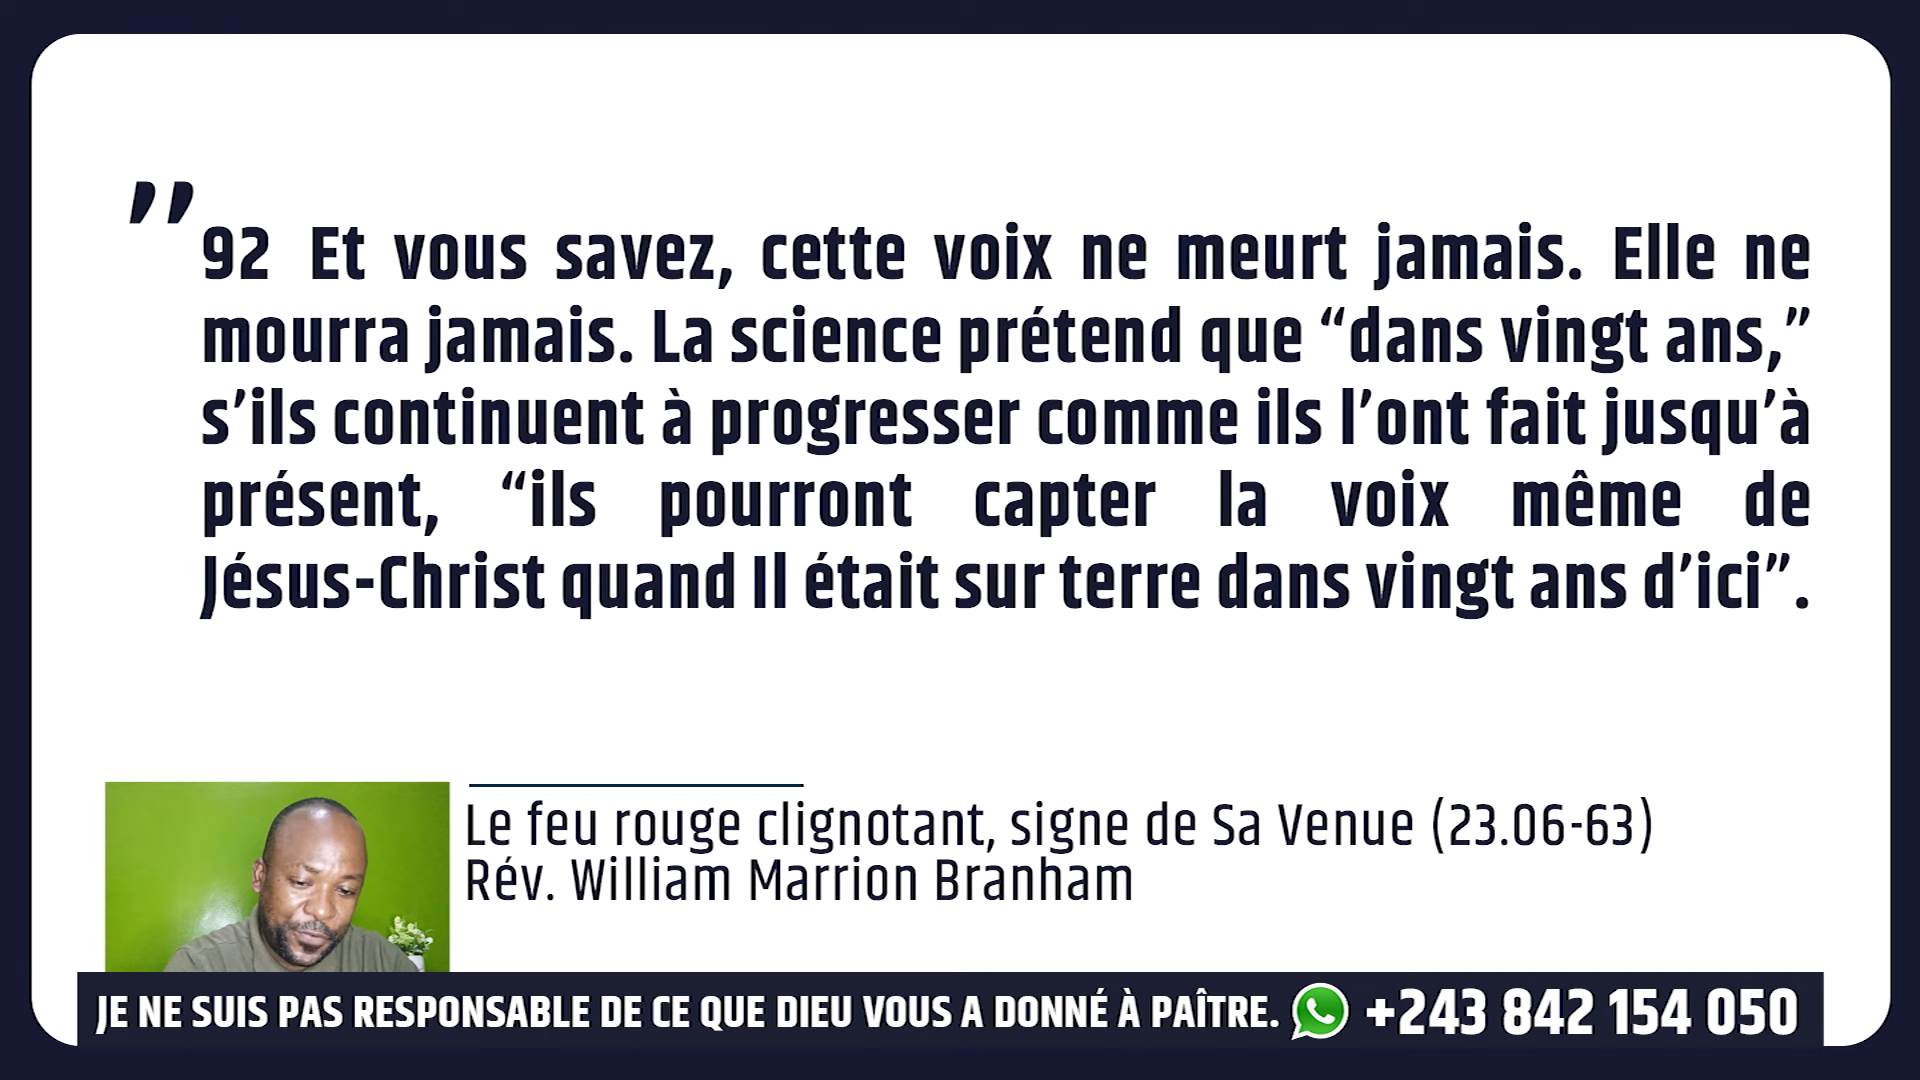 ”
92 Et vous savez, cette voix ne meurt jamais. Elle ne
mourra jamais. La science prétend que “dans vingt ans,”
s’ils continuent à progresser comme ils l’ont fait jusqu’à
présent, “ils pourront capter la voix même de
Jésus-Christ quand Il était sur terre dans vingt ans d’ici”.
Le feu rouge clignotant, signe de Sa Venue (23.06-63)
Rév. William Marrion Branham
JE NE SUIS PAS RESPONSABLE DE CE QUE DIEU VOUS A DONNÉ À PAÎTRE. +243 842 154 050